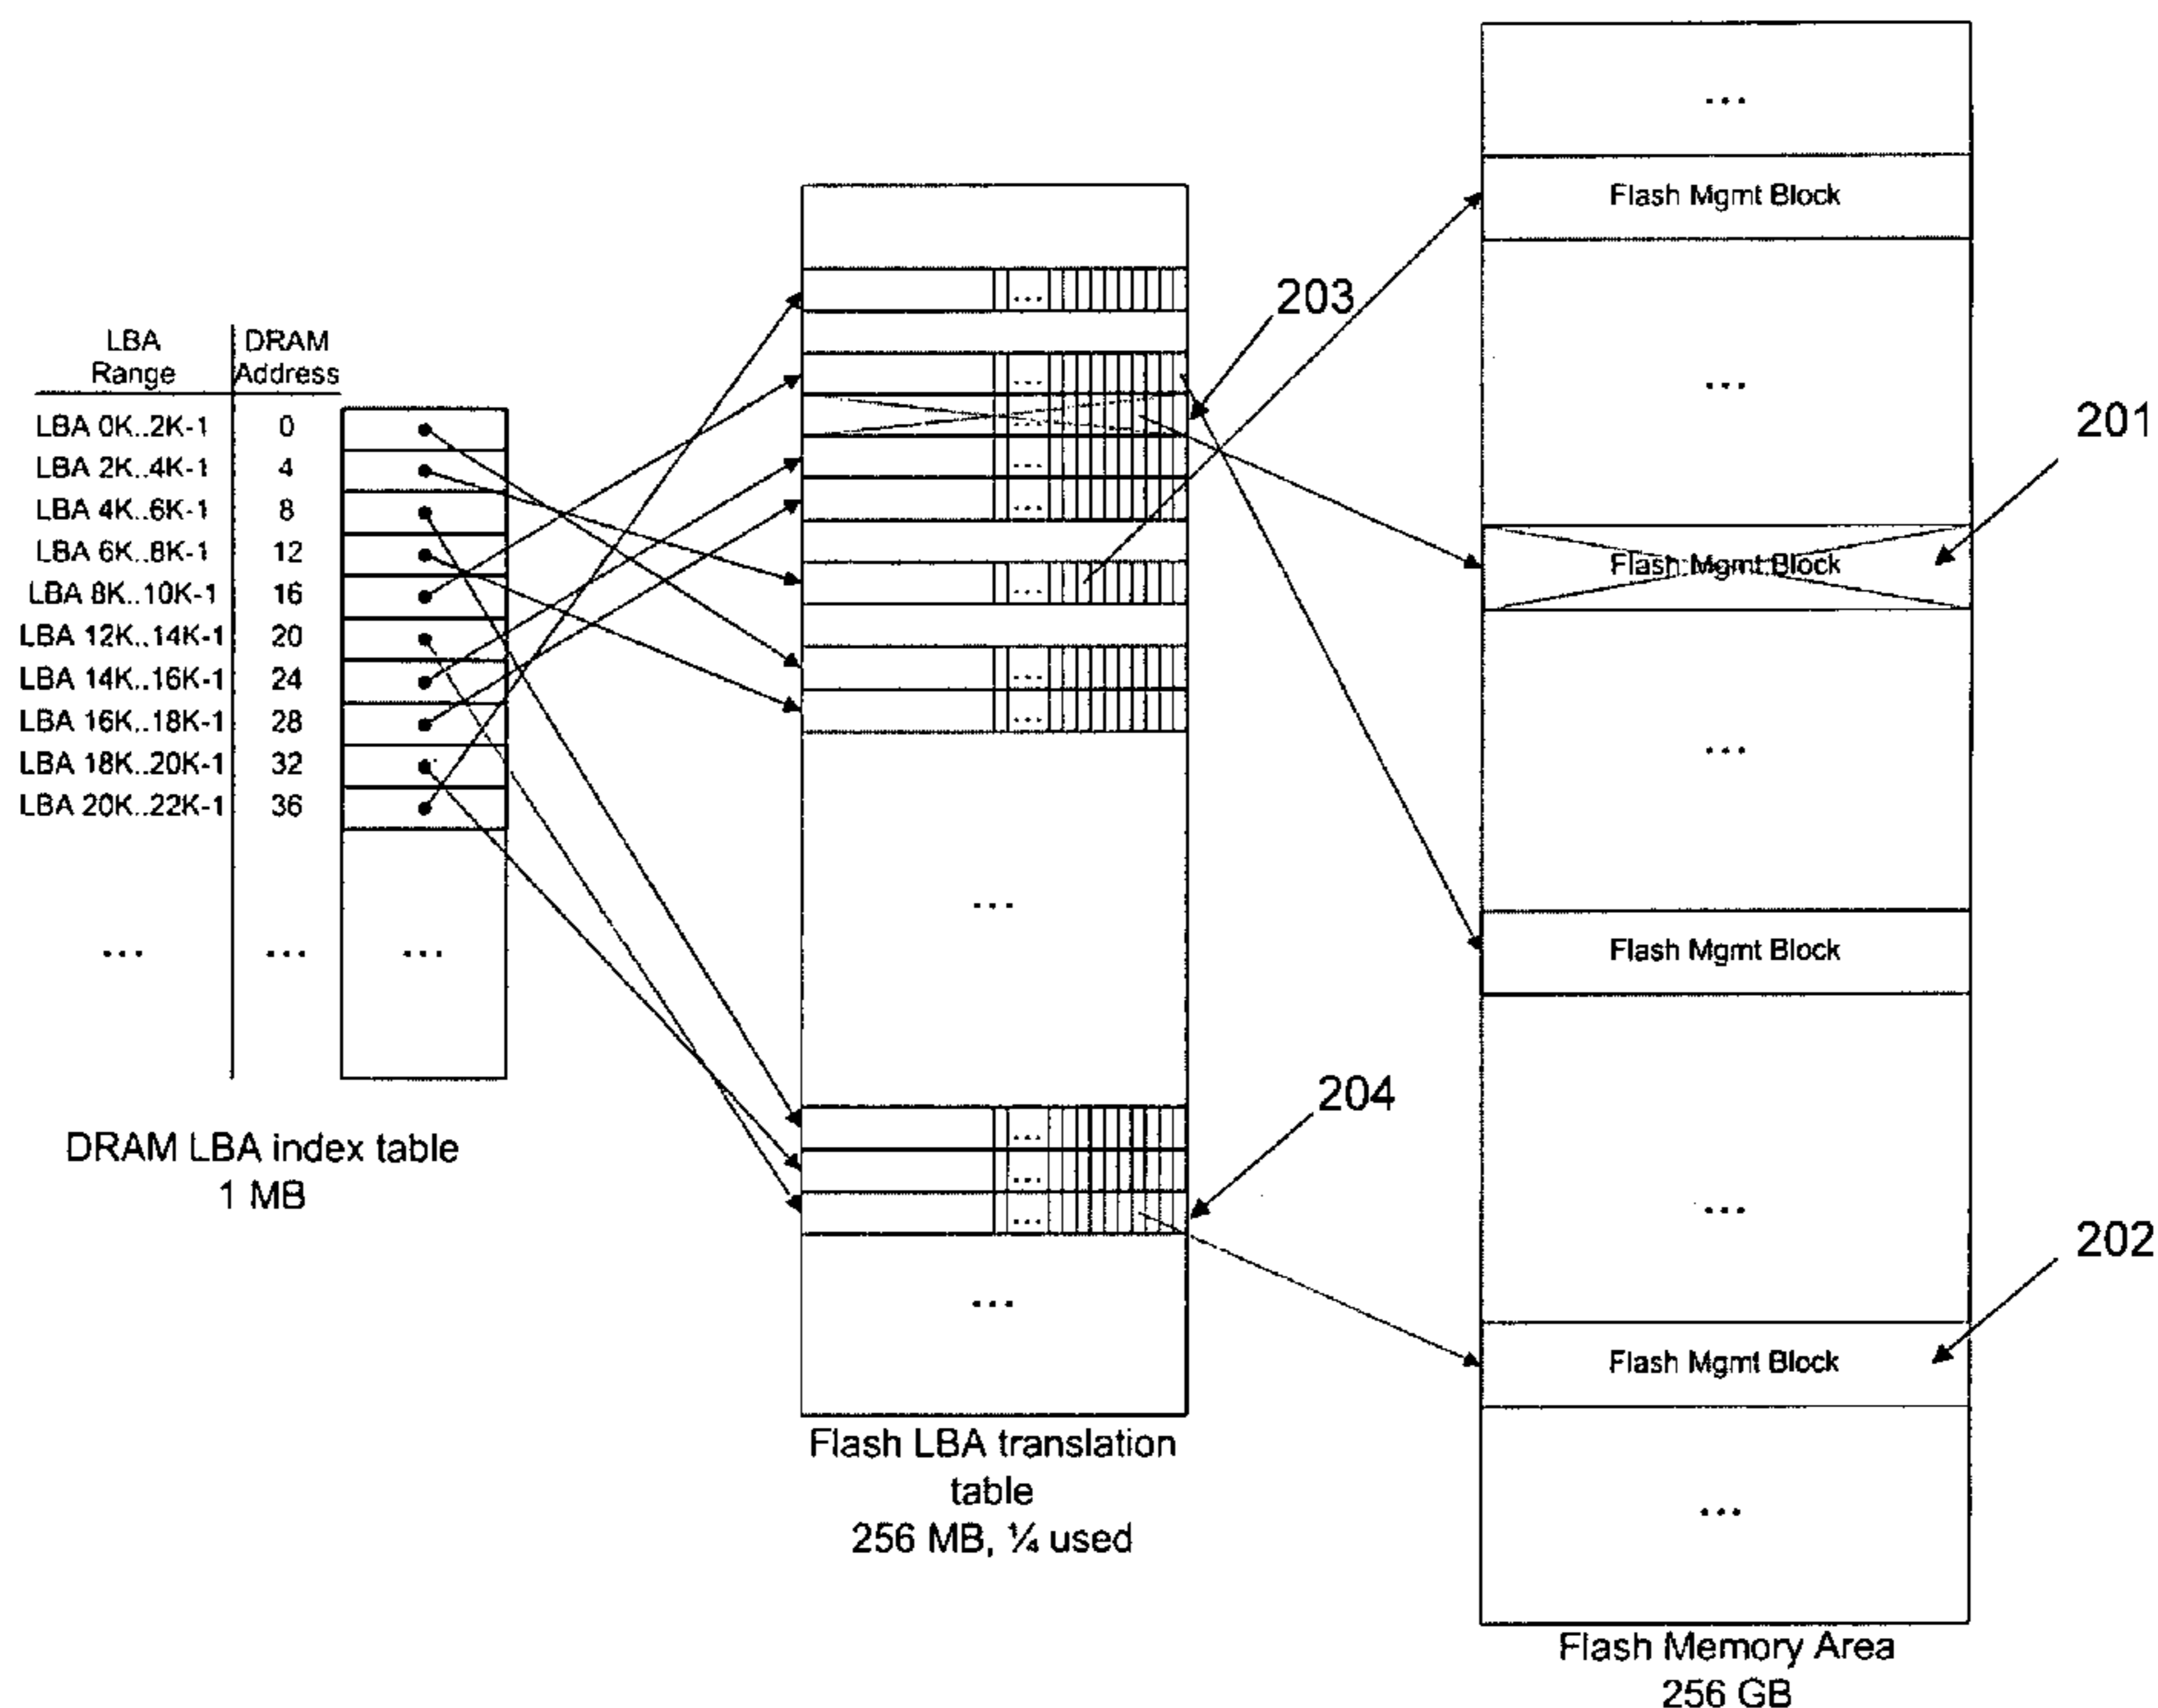 LBA Range
DRAM Address
LBA 0K..2K-1 0
LBA 2K..4K-1 4
LBA 4K..6K-1 8
LBA 6K..8K-1 12
LBA 8K..10K-1 16
LBA 12K..14K-1 20
LBA 14K..16K-1 24
LBA 16K..18K-1 28
LBA 18K..20K-1 32
LBA 20K..22K-1 36
... ... ...
DRAM LBA index table
1 MB
...
...
203
...
...
...
...
...
...
...
...
...
...
...
204
...
Flash LBA translation
table
256 MB, ¼ used
...
Flash Mgmt Block
...
201
Flash Mgmt Block
...
Flash Mgmt Block
...
202
Flash Mgmt Block
...
Flash Memory Area
256 GB